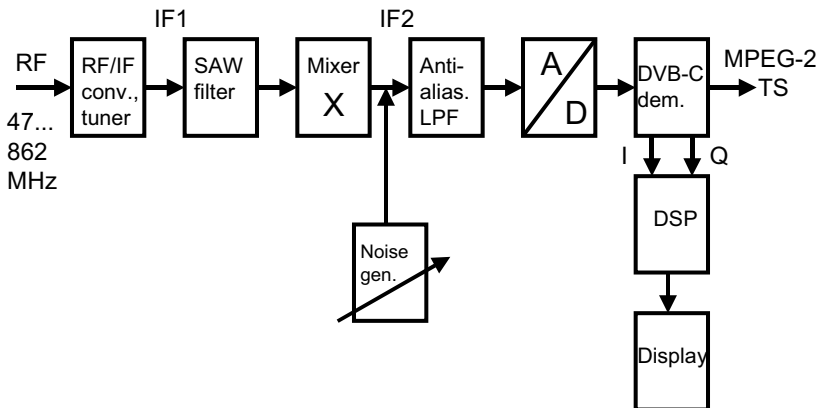 IF1
IF2
RF
47...
862
MHz
RF/IF
conv.,
tuner
SAW
filter
Mixer
X
Anti-
alias.
LPF
A
D
DVB-C
dem.
MPEG-2
TS
I
Q
Noise
gen.
DSP
Display